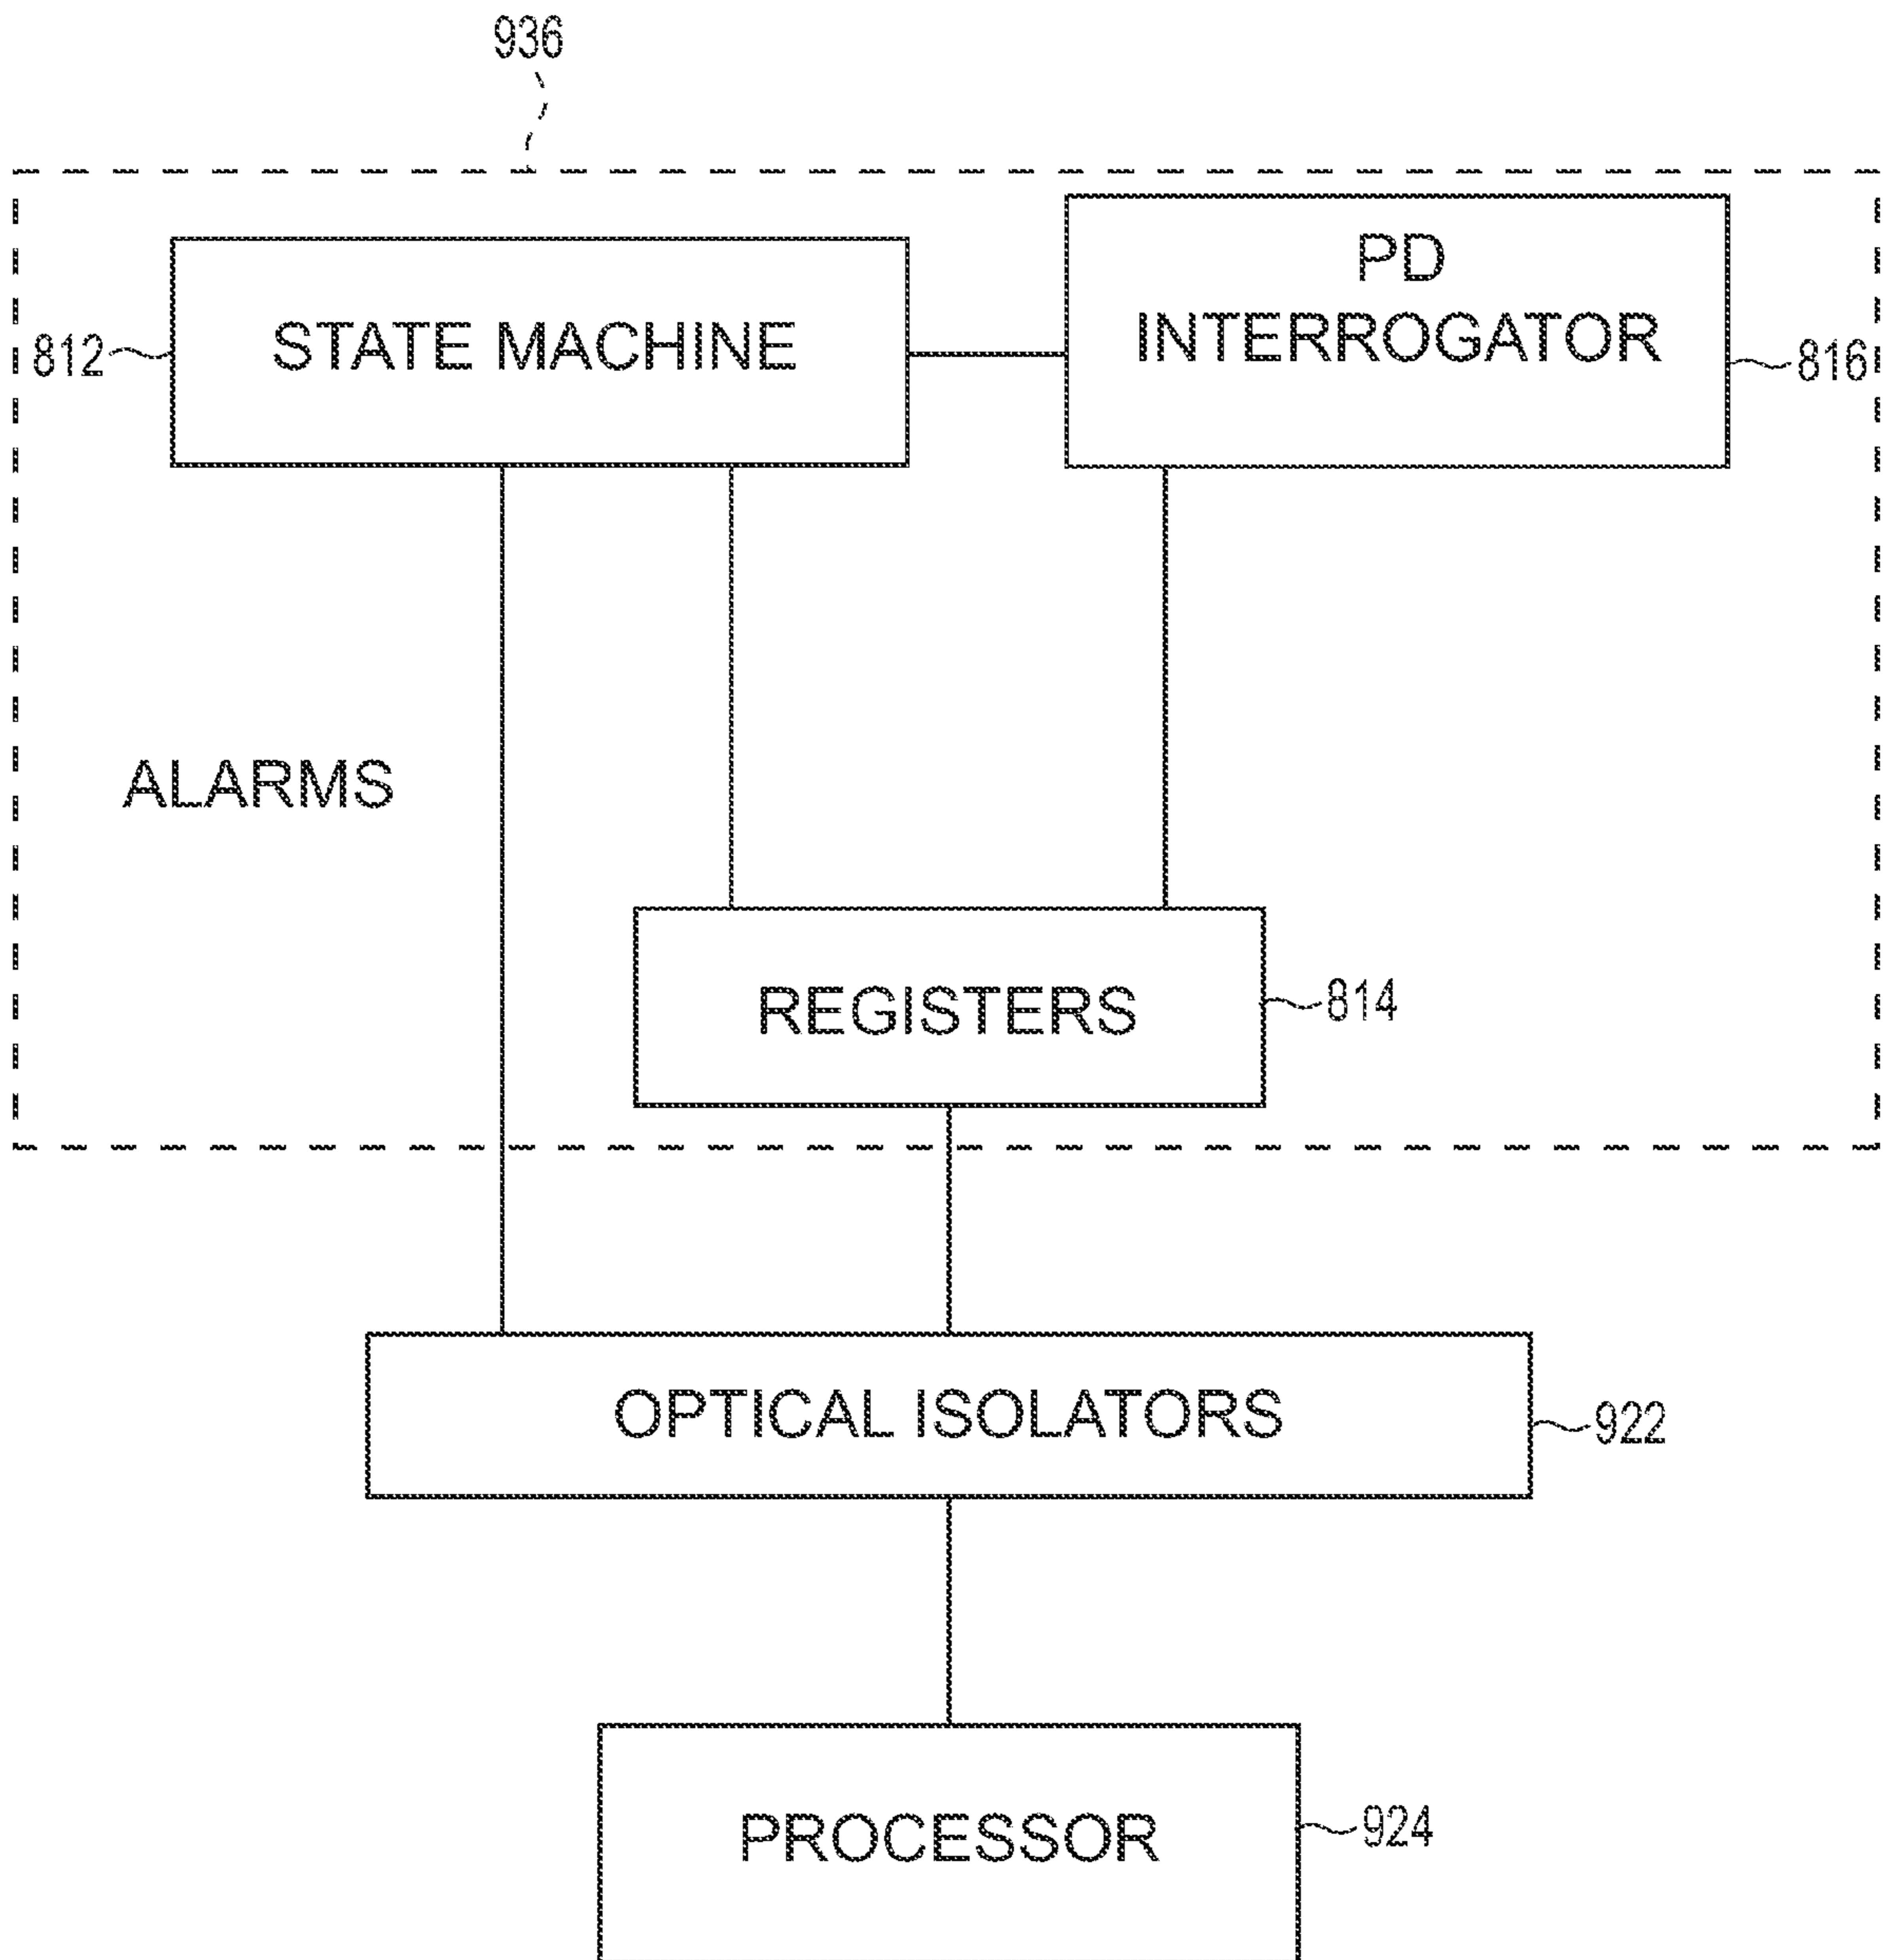 936
PD
INTERROGATOR
STATE MACHINE
812
816
ALARMS
REGISTERS
814
OPTICAL ISOLATORS
922
PROCESSOR
924